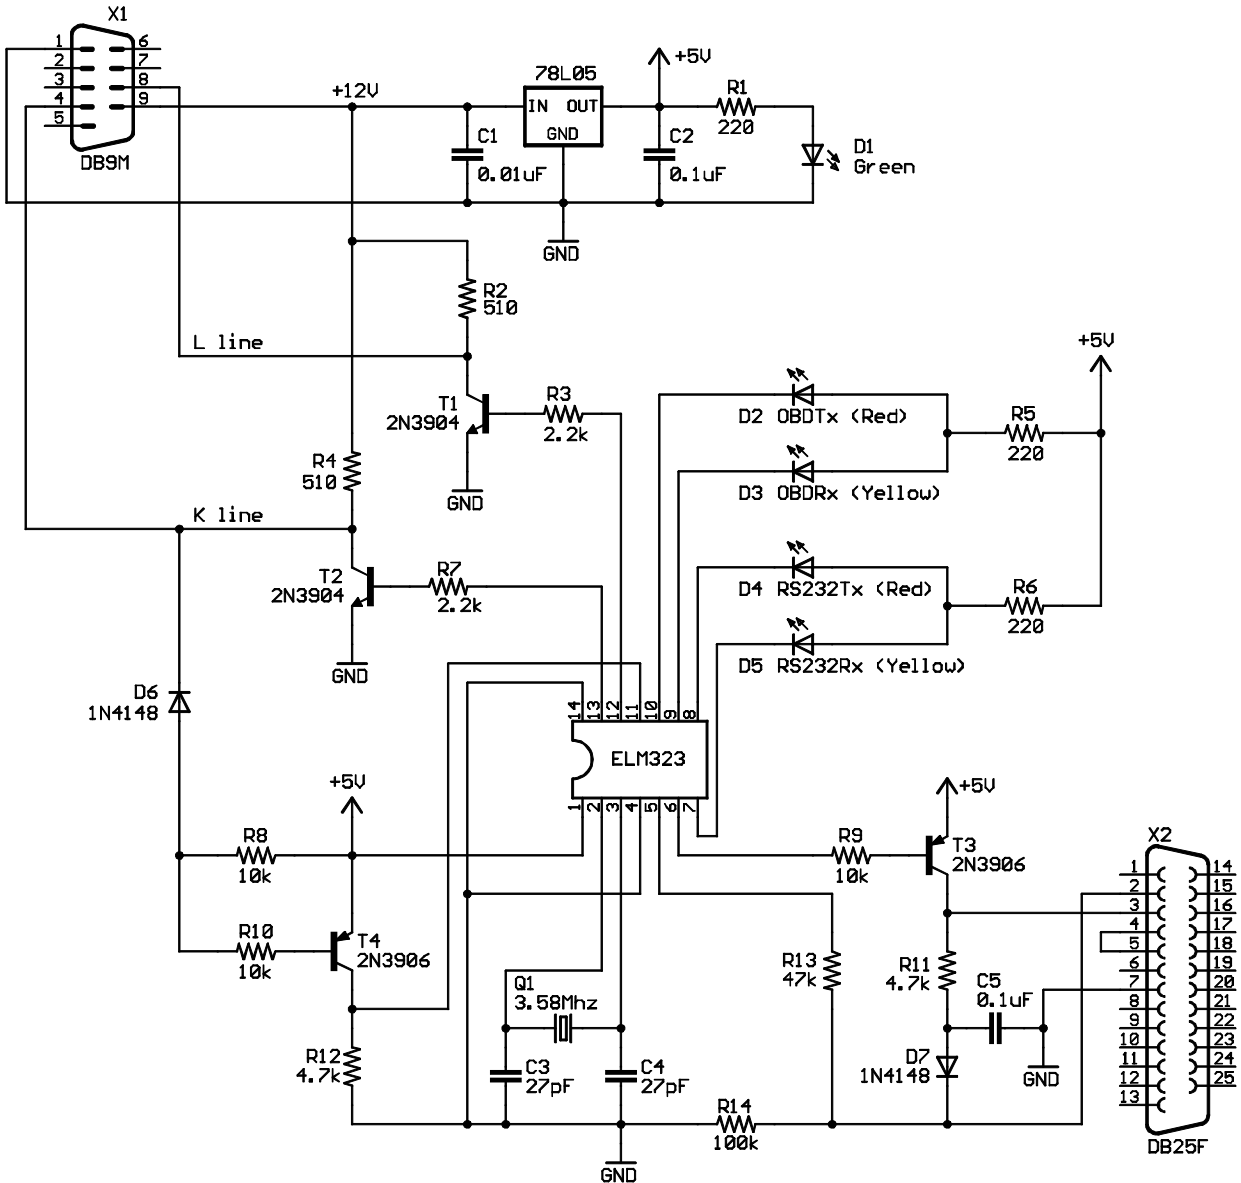 X1
1
2
3
4
5
6
7
8
9
DB9M
+12V
78L05
IN OUT
GND
+5V
R1
220
C1
0.01uF
C2
0.1uF
D1
Green
GND
R2
510
L line
T1
2N3904
R3
2.2k
GND
R4
510
K line
T2
2N3904
R7
2.2k
GND
D2 OBDTx (Red)
D3 OBDRx (Yellow)
D4 RS232Tx (Red)
D5 RS232Rx (Yellow)
+5V
R5
220
R6
220
D6
1N4148
14
13
12
11
10
9
8
ELM323
1
2
3
4
5
6
7
+5V
R8
10k
R10
10k
T4
2N3906
R12
4.7k
Q1
3.58Mhz
C3
27pF
C4
27pF
GND
R9
10k
+5V
T3
2N3906
R13
47k
R11
4.7k
C5
0.1uF
GND
D7
1N4148
R14
100k
X2
1
2
3
4
5
6
7
8
9
10
11
12
13
14
15
16
17
18
19
20
21
22
23
24
25
DB25F